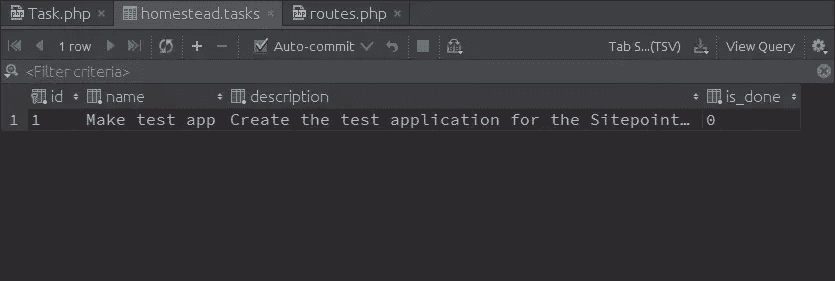 Task.php × homestead.tasks × routes.php ×
1 row Auto-commit Tab S...(TSV) View Query
<Filter criteria>
id name description is_done
1 1 Make test app Create the test application for the Sitepoint… 0